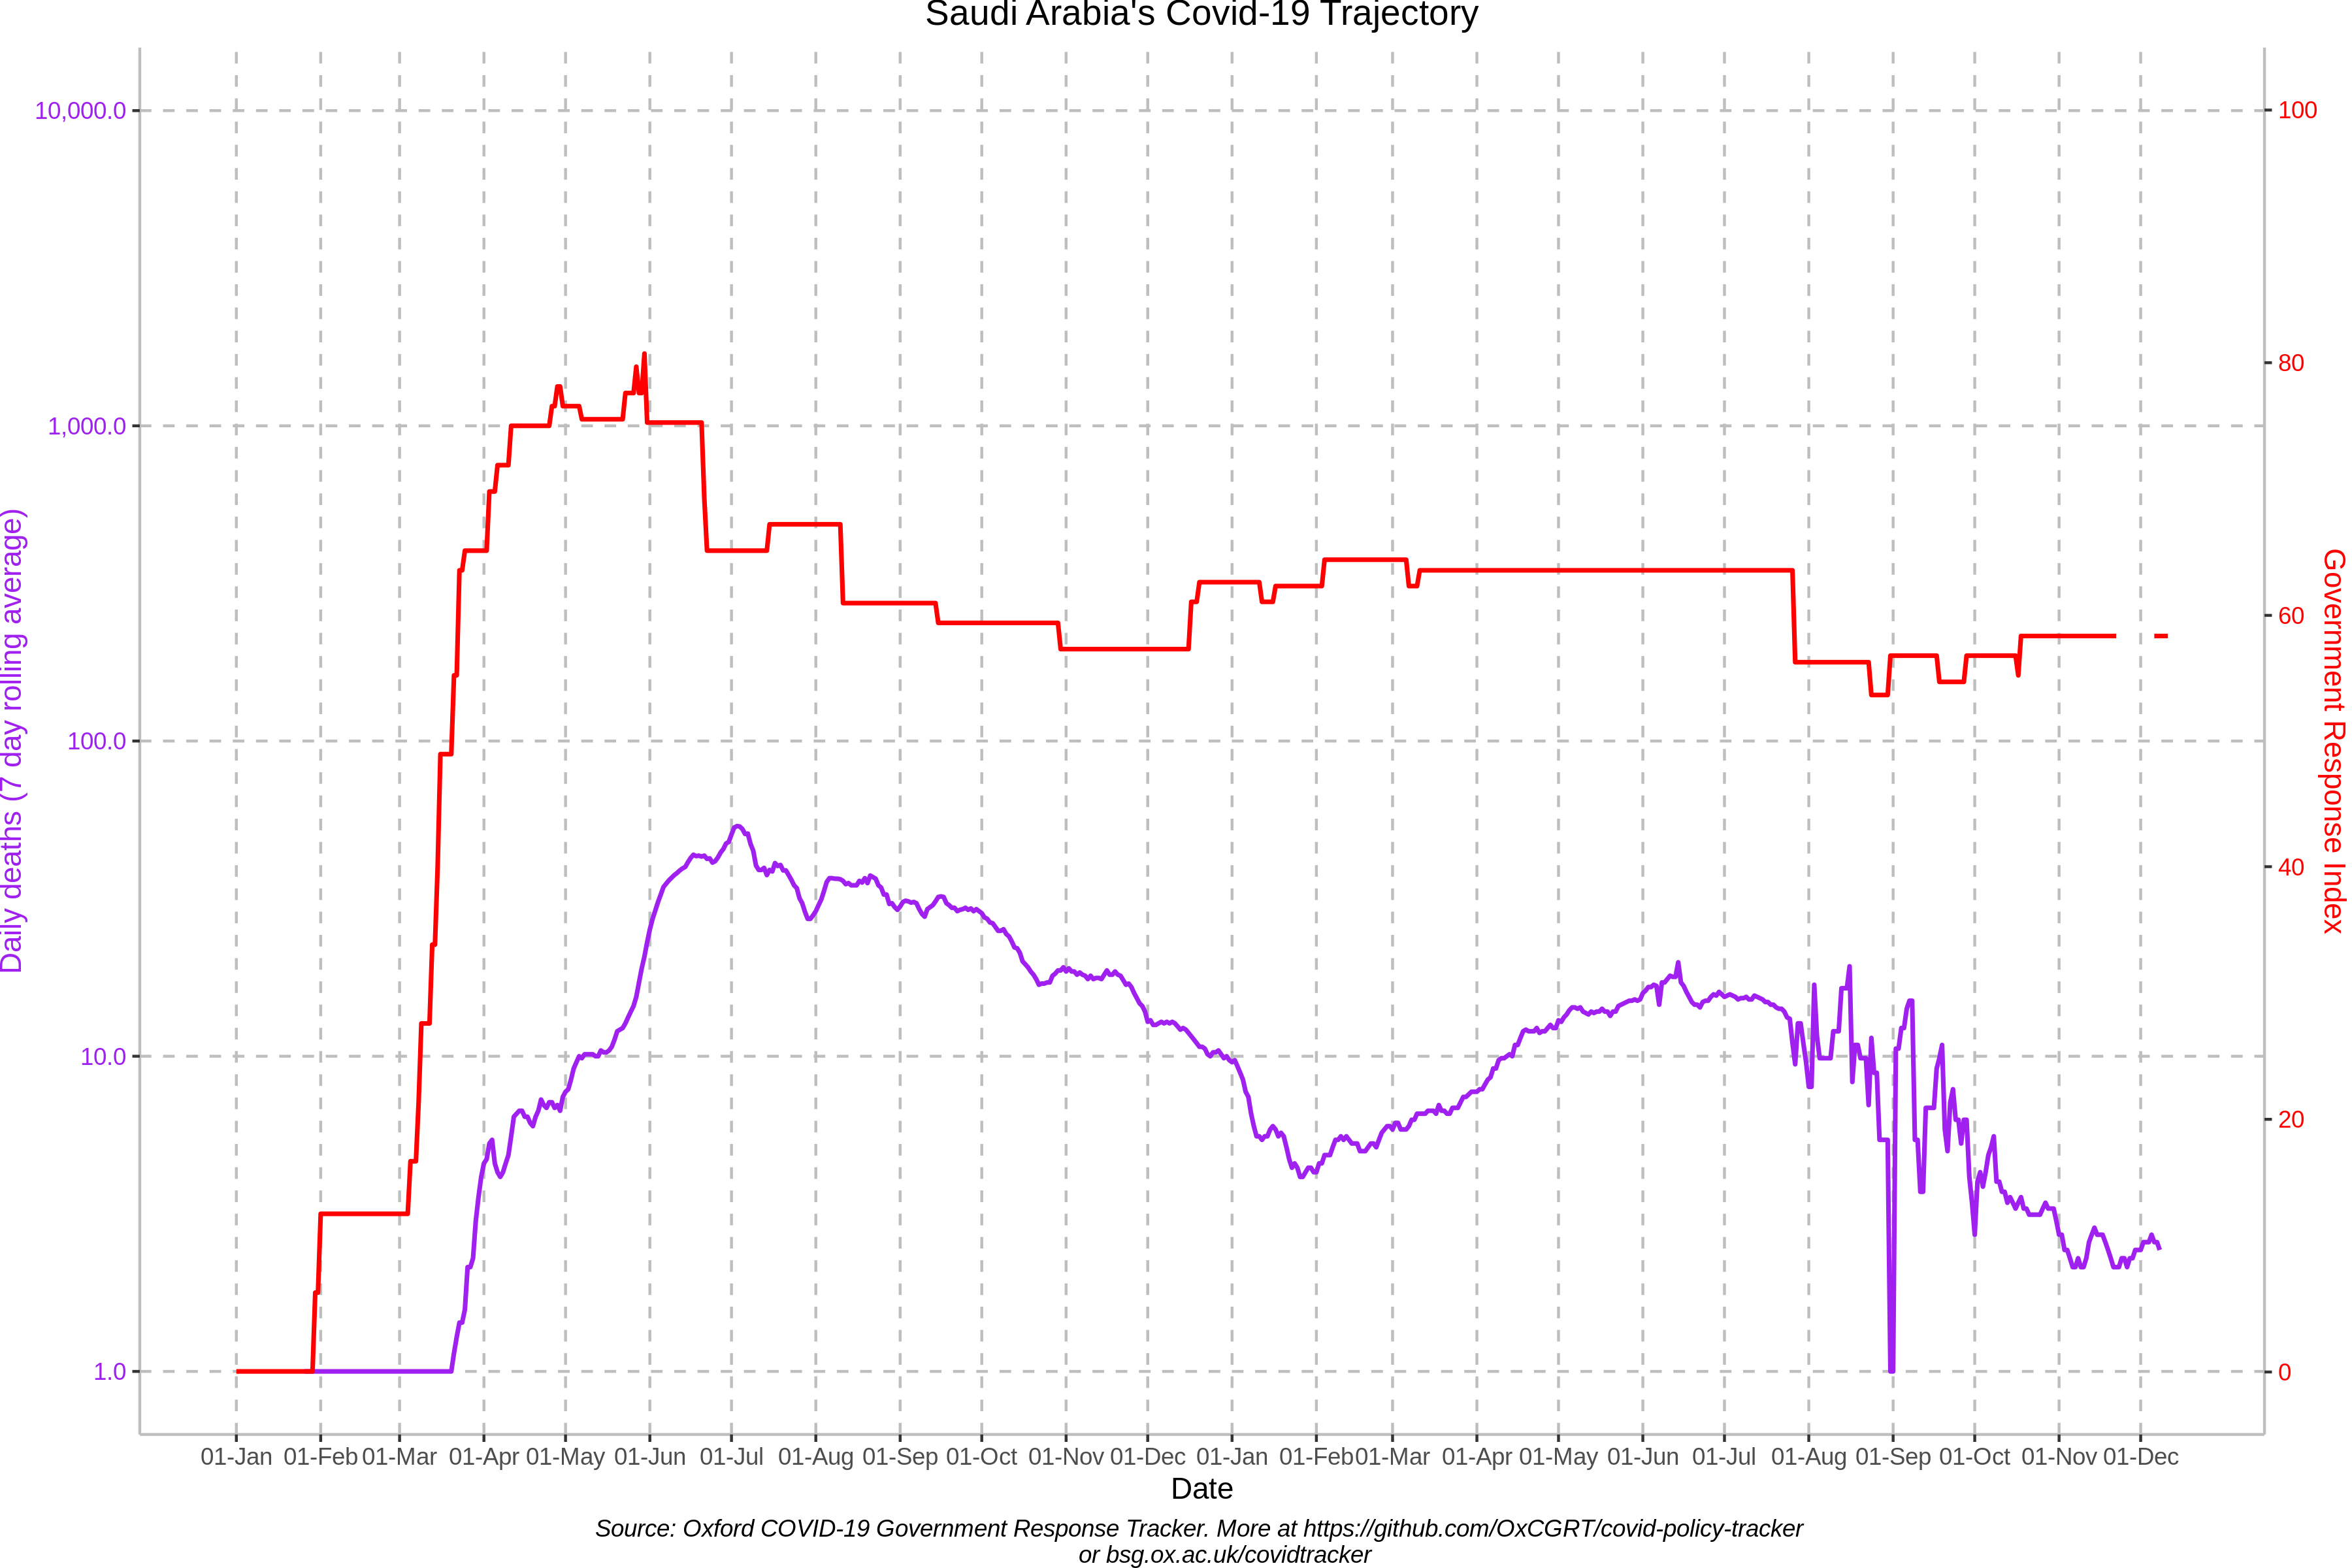 Saudi Arabia's Covid-19 Trajectory
10,000.0
1,000.0
100.0
10.0
1.0
Daily deaths (7 day rolling average)
100
80
60
40
20
0
Government Response Index
01-Jan 01-Feb 01-Mar 01-Apr 01-May 01-Jun 01-Jul 01-Aug 01-Sep 01-Oct 01-Nov 01-Dec 01-Jan 01-Feb 01-Mar 01-Apr 01-May 01-Jun 01-Jul 01-Aug 01-Sep 01-Oct 01-Nov 01-Dec
Date
Source: Oxford COVID-19 Government Response Tracker. More at https://github.com/OxCGRT/covid-policy-tracker
or bsg.ox.ac.uk/covidtracker